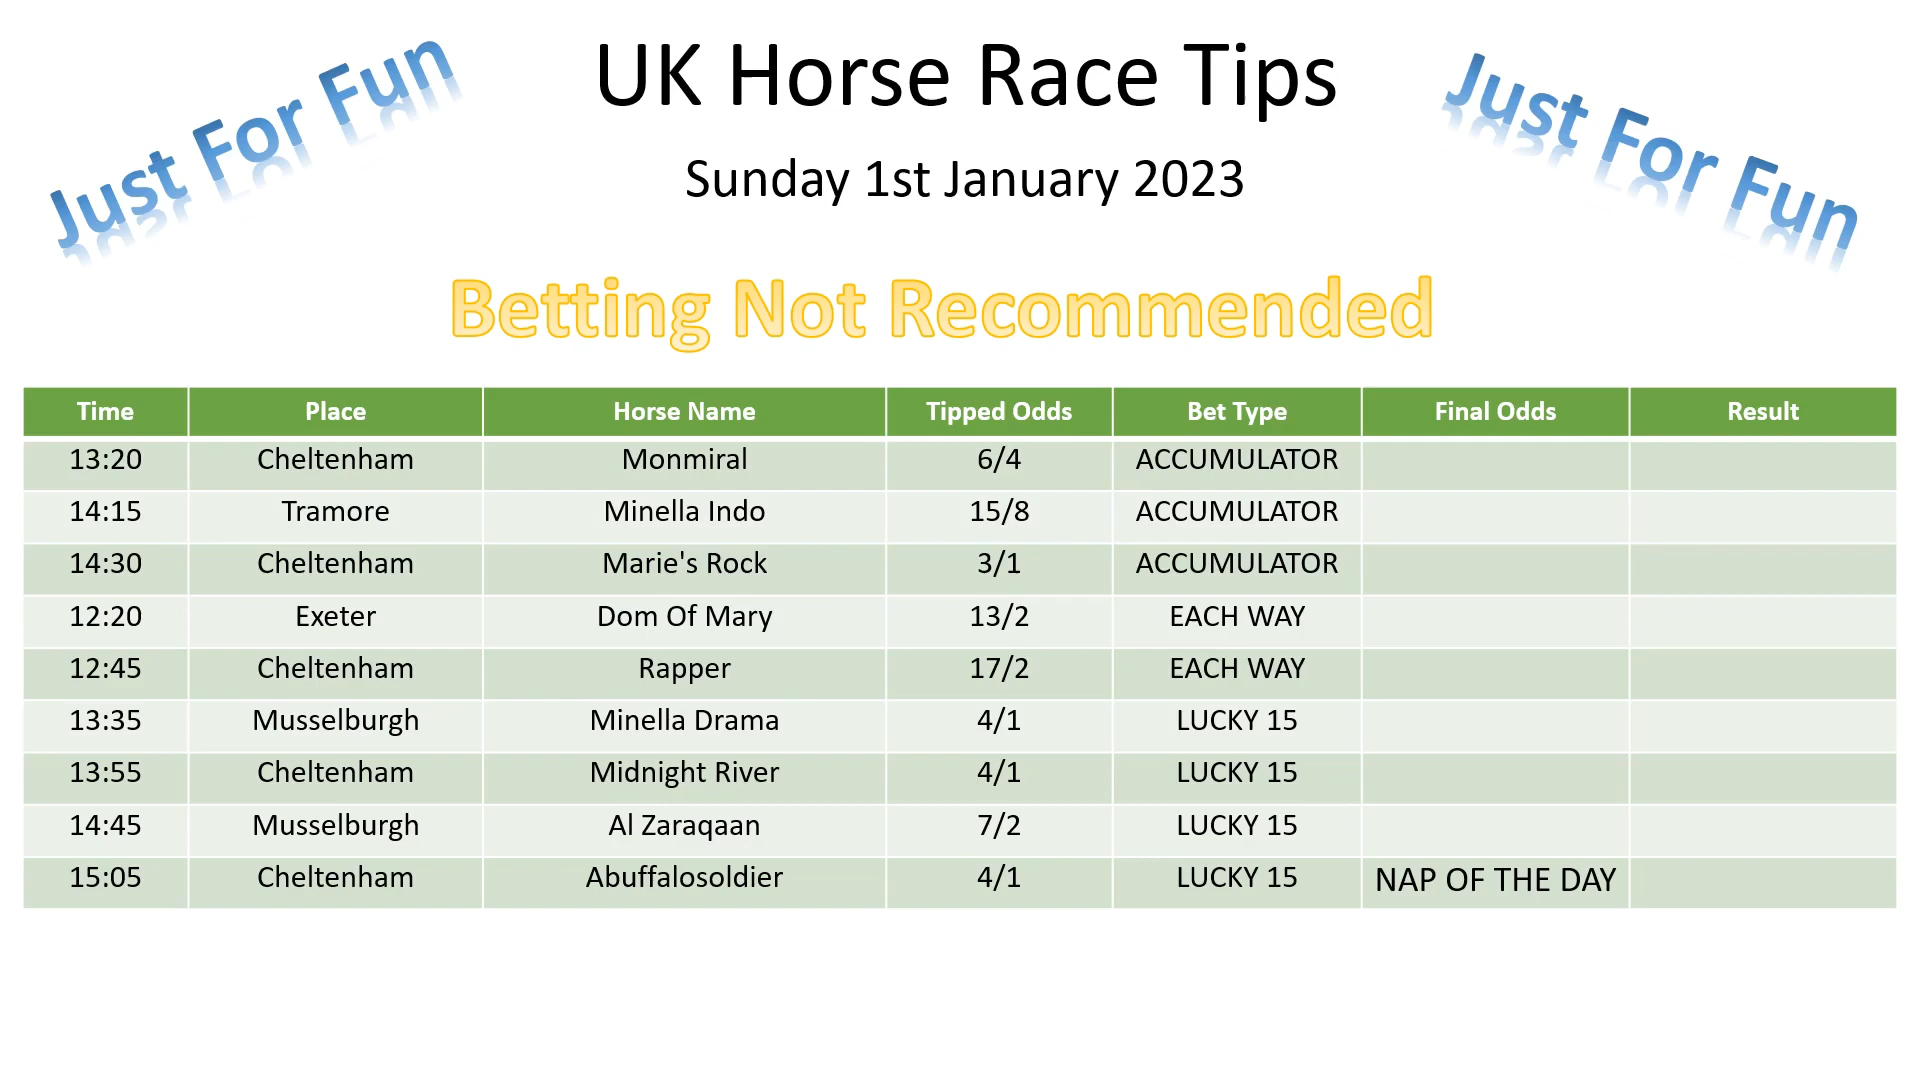 Just For Fun
UK Horse Race Tips
Just For Fun
Sunday 1st January 2023
Betting Not Recommended
Time Place Horse Name Tipped Odds Bet Type Final Odds Result
13:20 Cheltenham Monmiral 6/4 ACCUMULATOR
14:15 Tramore Minella Indo 15/8 ACCUMULATOR
14:30 Cheltenham Marie's Rock 3/1 ACCUMULATOR
12:20 Exeter Dom Of Mary 13/2 EACH WAY
12:45 Cheltenham Rapper 17/2 EACH WAY
13:35 Musselburgh Minella Drama 4/1 LUCKY 15
13:55 Cheltenham Midnight River 4/1 LUCKY 15
14:45 Musselburgh Al Zaraqaan 7/2 LUCKY 15
15:05 Cheltenham Abuffalosoldier 4/1 LUCKY 15 NAP OF THE DAY